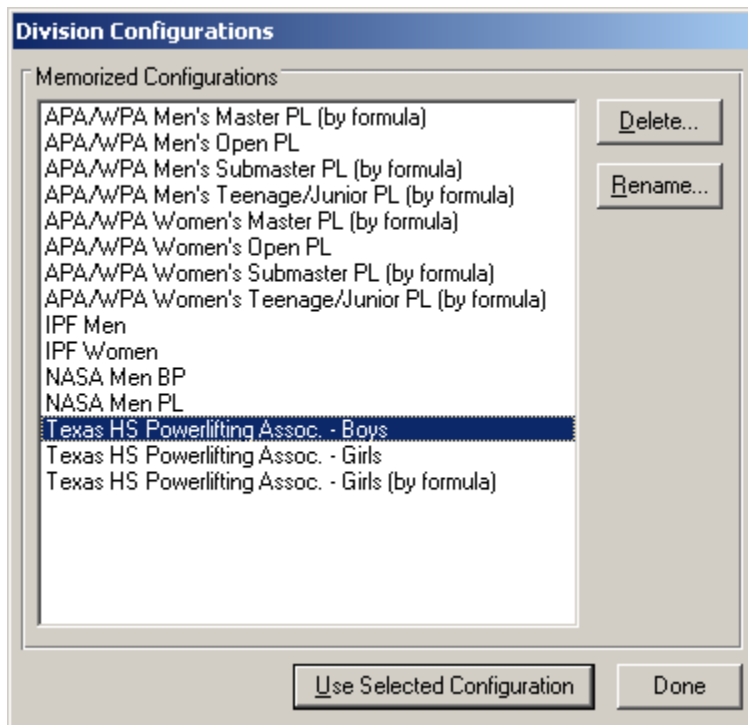 Division Configurations
Memorized Configurations
APA/WPA Men's Master PL (by formula)
APA/WPA Men's Open PL
APA/WPA Men's Submaster PL (by formula)
APA/WPA Men's Teenage/Junior PL (by formula)
APA/WPA Women's Master PL (by formula)
APA/WPA Women's Open PL
APA/WPA Women's Submaster PL (by formula)
APA/WPA Women's Teenage/Junior PL (by formula)
IPF Men
IPF Women
NASA Men BP
NASA Men PL
Texas HS Powerlifting Assoc. - Boys
Texas HS Powerlifting Assoc. - Girls
Texas HS Powerlifting Assoc. - Girls (by formula)
Delete...
Rename...
Use Selected Configuration
Done